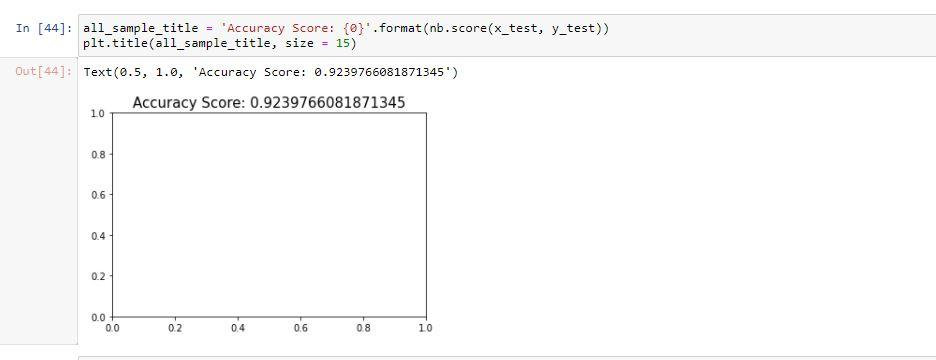 In [44]: all_sample_title = 'Accuracy Score: {0}'.format(nb.score(x_test, y_test))
plt.title(all_sample_title, size = 15)
Out[44]: Text(0.5, 1.0, 'Accuracy Score: 0.9239766081871345')
Accuracy Score: 0.9239766081871345
1.0
0.8
0.6
0.4
0.2
0.0
0.0 0.2 0.4 0.6 0.8 1.0